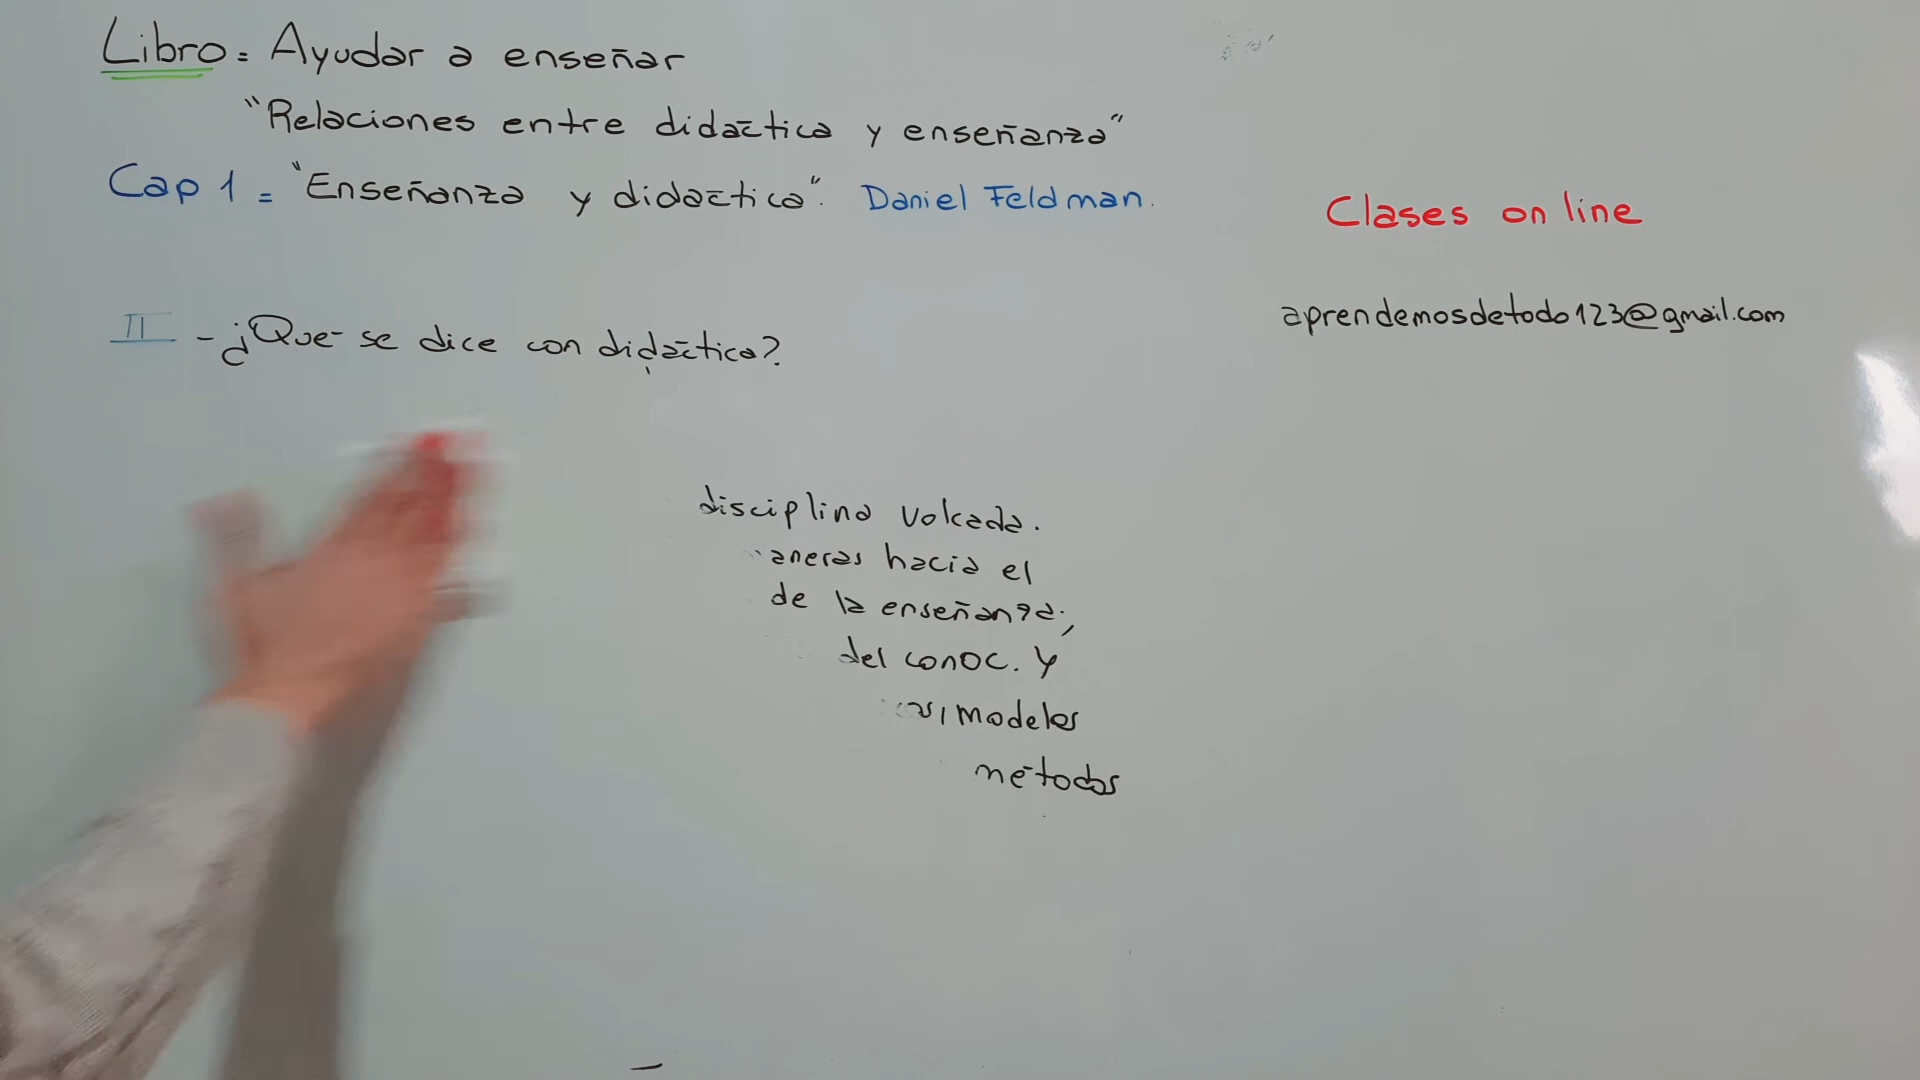 Libro = Ayudar a enseñar
"Relaciones entre didáctica y enseñanza"
Cap 1 = "Enseñanza y didáctica". Daniel Feldman.
Clases on line
aprendemosdetodo123@gmail.com
II - ¿Que se dice con didáctica?
disciplina volcada.
aneras hacia el
de la enseñanza,
del conoc. y
modelos
métodos